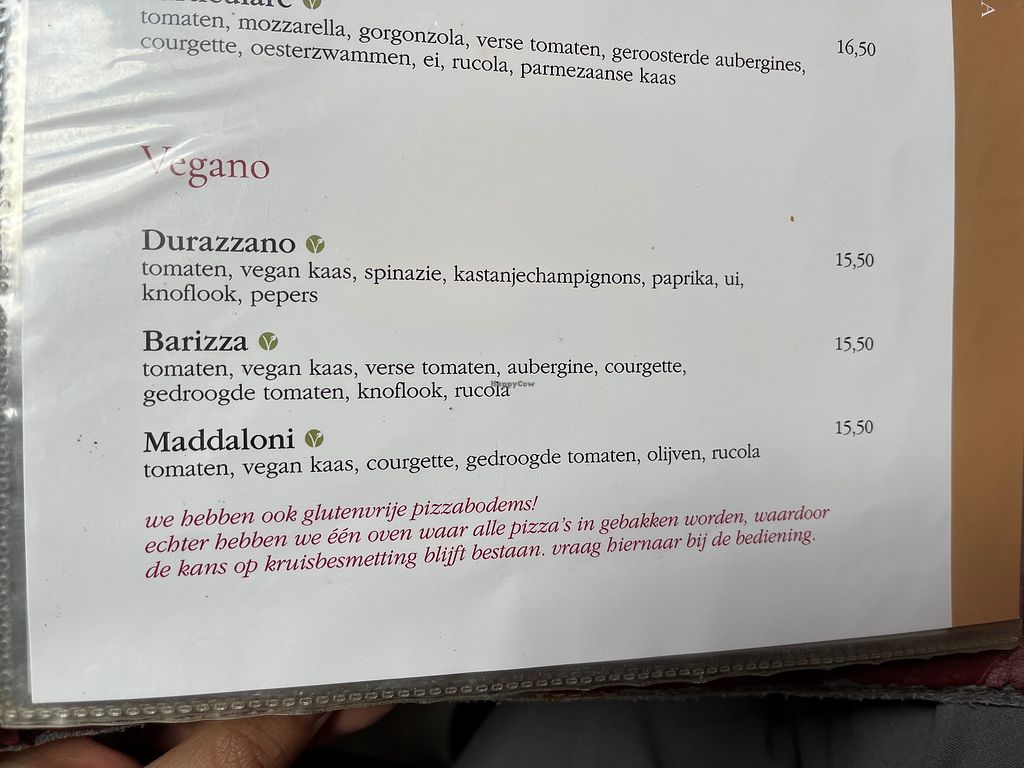 tomaten, mozzarella, gorgonzola, verse tomaten, geroosterde aubergines,
courgette, oesterzwammen, ei, rucola, parmezaanse kaas
16,50
Vegano
Durazzano
15,50
tomaten, vegan kaas, spinazie, kastanjechampignons, paprika, ui,
knoflook, pepers
Barizza
15,50
tomaten, vegan kaas, verse tomaten, aubergine, courgette,
gedroogde tomaten, knoflook, rucola
HappyCow
Maddaloni
15,50
tomaten, vegan kaas, courgette, gedroogde tomaten, olijven, rucola
we hebben ook glutenvrije pizzabodems!
echter hebben we één oven waar alle pizza's in gebakken worden, waardoor
de kans op kruisbesmetting blijft bestaan. vraag hiernaar bij de bediening.
A